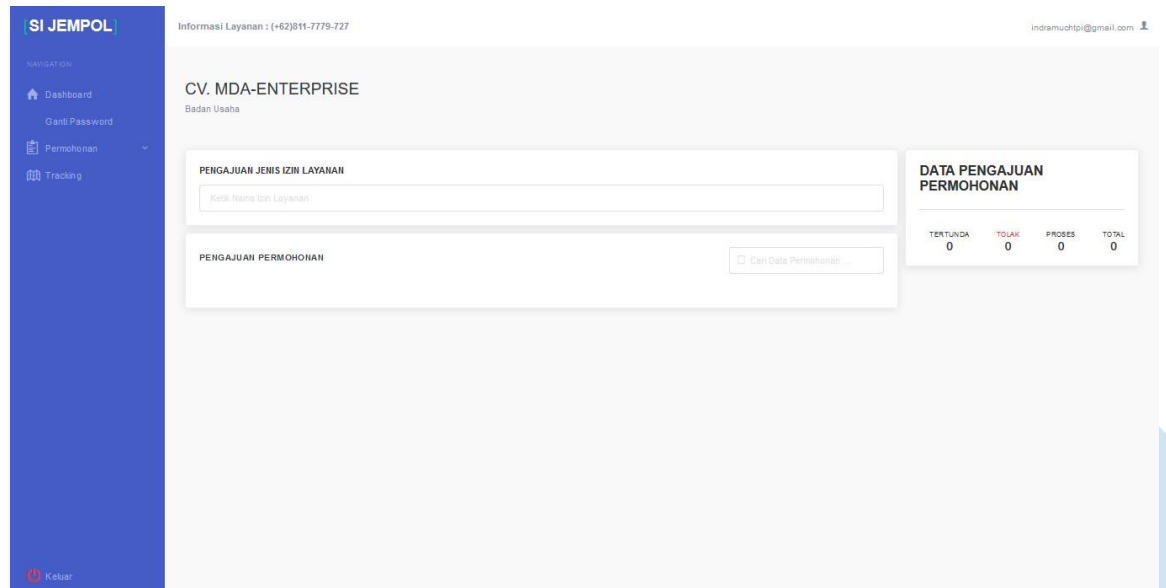 [SI JEMPOL]
Informasi Layanan : (+62)811-7779-727
indramuchtpi@gmail.com
NAVIGATION
Dashboard
Ganti Password
Permohonan
Tracking
Keluar
CV. MDA-ENTERPRISE
Badan Usaha
PENGAJUAN JENIS IZIN LAYANAN
Ketik Nama Izin Layanan
PENGAJUAN PERMOHONAN
Cari Data Permohonan ...
DATA PENGAJUAN
PERMOHONAN
TERTUNDA TOLAK PROSES TOTAL
0 0 0 0